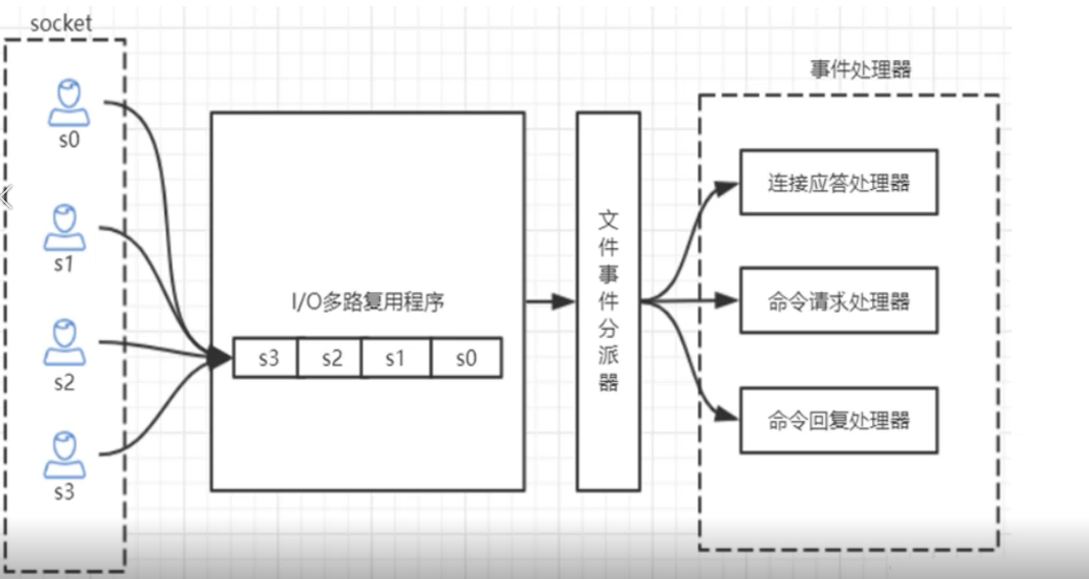 socket
s0
s1
s2
s3
I/O多路复用程序
s3 s2 s1 s0
文件事件分派器
事件处理器
连接应答处理器
命令请求处理器
命令回复处理器